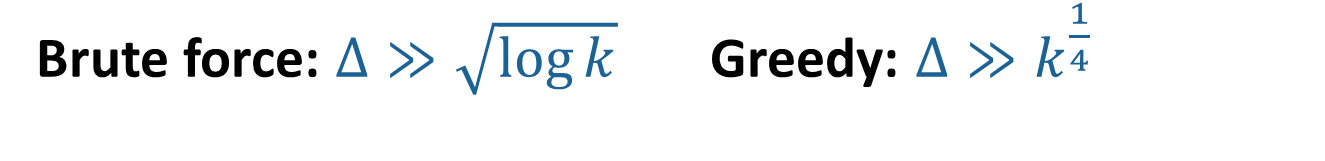 Brute force: Δ ≫ √log k Greedy: Δ ≫ k^{1/4}